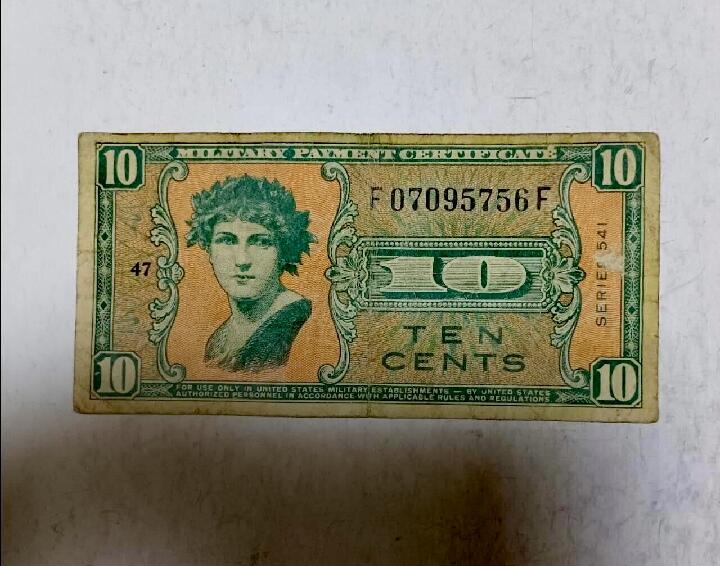 10 MILITARY PAYMENT CERTIFICATE 10
F 07095756 F
47
10
SERIES 541
TEN
CENTS
10 10
FOR USE ONLY IN UNITED STATES MILITARY ESTABLISHMENTS — BY UNITED STATES
AUTHORIZED PERSONNEL IN ACCORDANCE WITH APPLICABLE RULES AND REGULATIONS